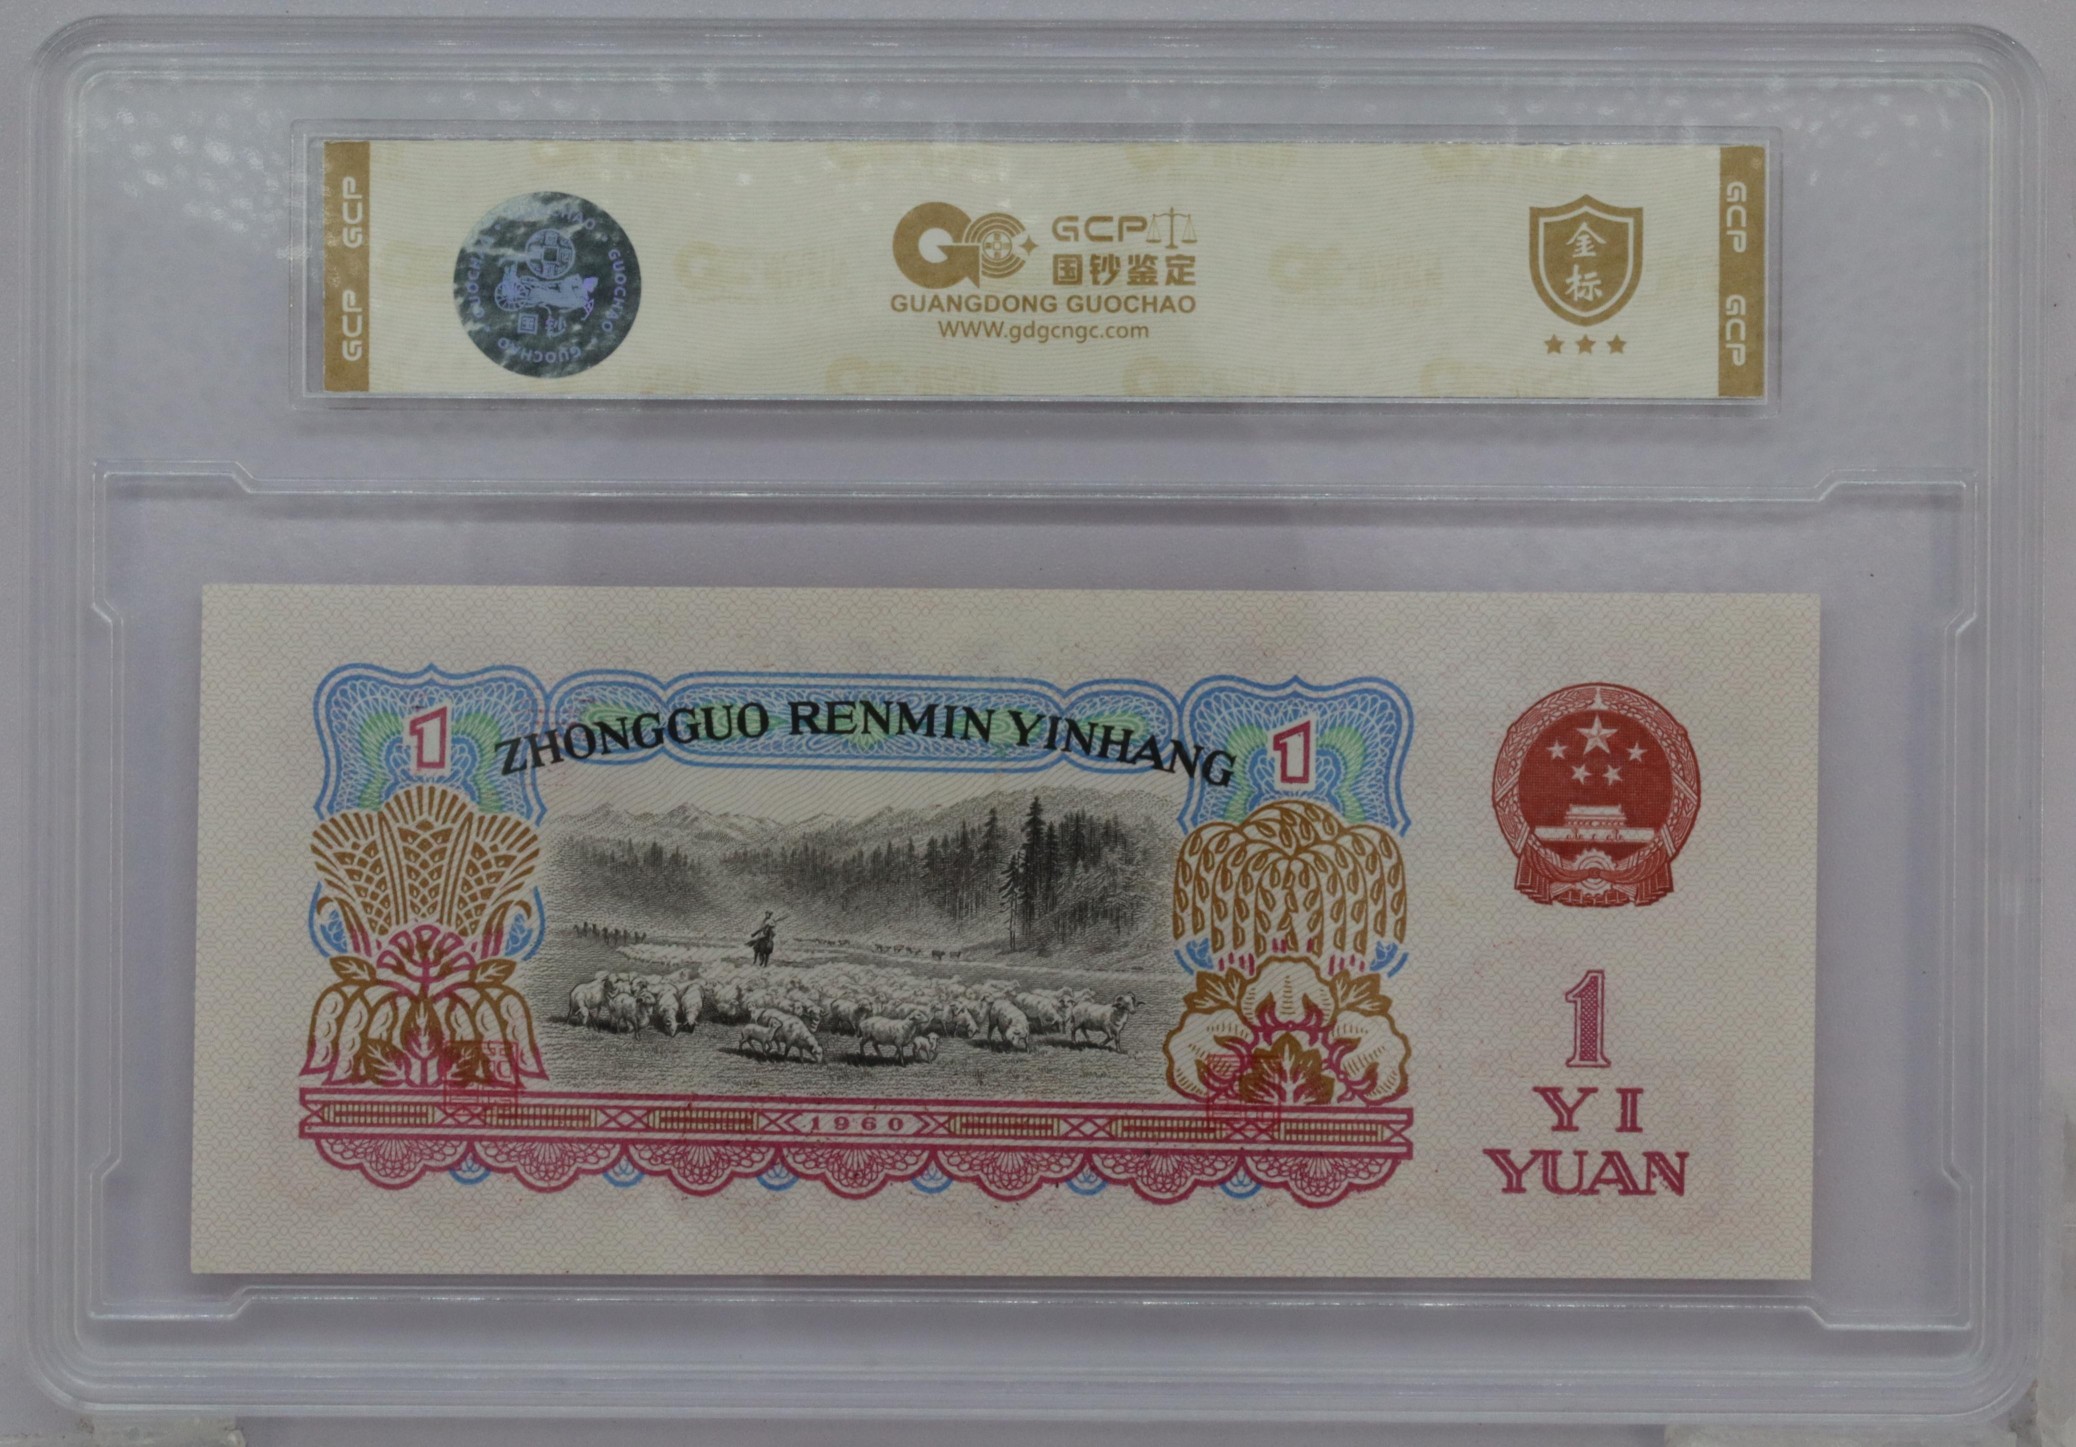 GCP
GCP
GUOCHAO
GUOCHAO
GUOCHAO
国钞
GCP
国钞鉴定
GUANGDONG GUOCHAO
WWW.gdgcngc.com
金
标
GCP
GCP
1
ZHONGGUO RENMIN YINHANG
1
1
YI
YUAN
1960